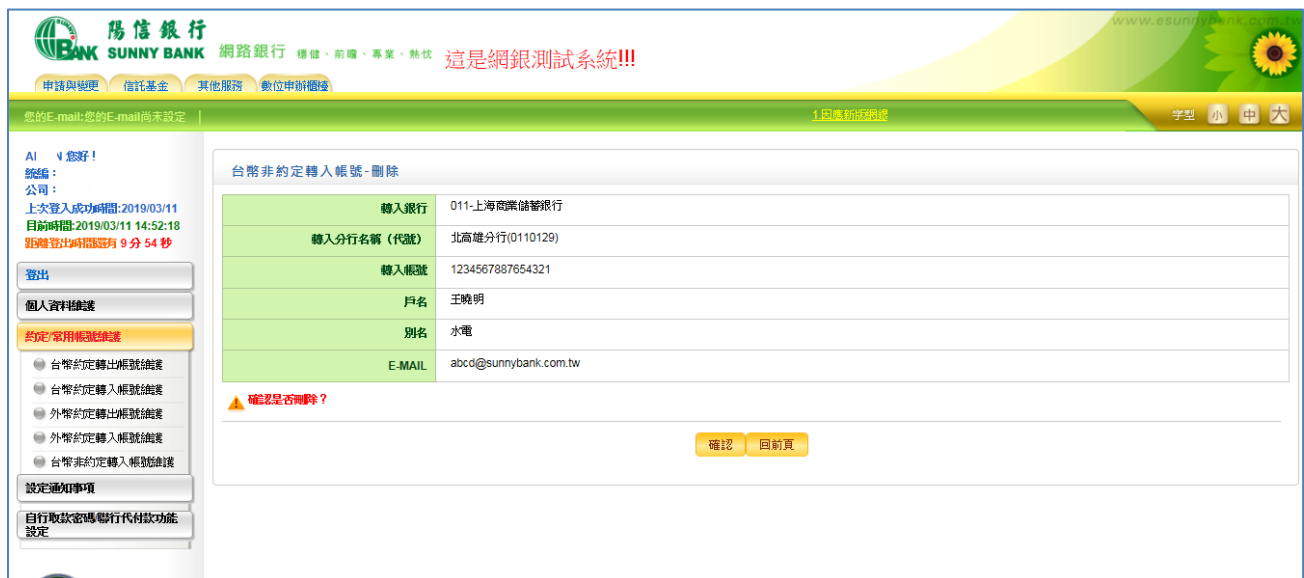 陽信銀行
BANK SUNNY BANK 網路銀行 穩健、前瞻、專業、熱忱 這是網銀測試系統!!!
www.esunnybank.com.tw
申請與變更 信託基金 其他服務 數位申辦櫃檯
您的E-mail:您的E-mail尚未設定 | 1.因應新版網銀 字型 小 中 大
您好！
統編：
公司：
上次登入成功時間:2019/03/11
目前時間:2019/03/11 14:52:18
距離登出時間還有 9 分 54 秒
登出
個人資料維護
約定/常用帳號維護
台幣約定轉出帳號維護
台幣約定轉入帳號維護
外幣約定轉出帳號維護
外幣約定轉入帳號維護
台幣非約定轉入帳號維護
設定通知事項
自行取款密碼/聯行代付款功能
設定
台幣非約定轉入帳號-刪除
轉入銀行 011-上海商業儲蓄銀行
轉入分行名稱（代號） 北高雄分行(0110129)
轉入帳號 1234567887654321
戶名 王曉明
別名 水電
E-MAIL abcd@sunnybank.com.tw
確認是否刪除？
確認 回前頁